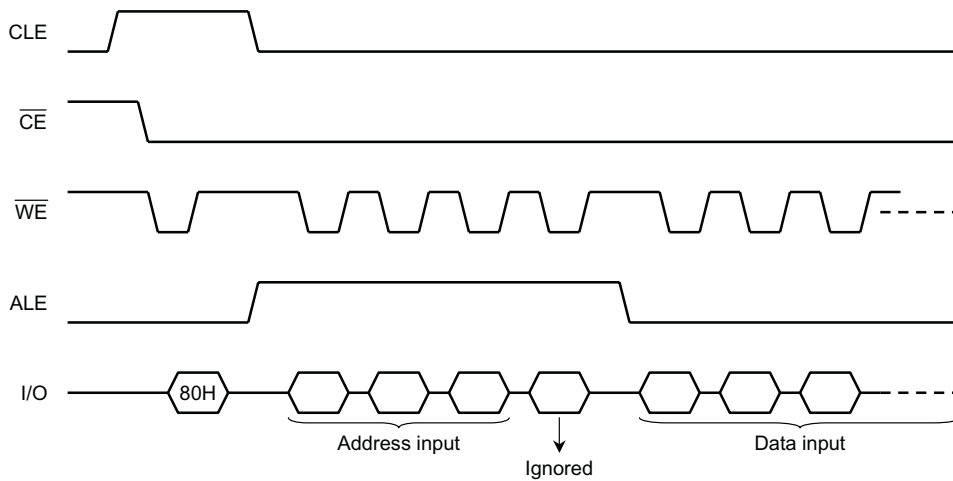 CLE
CE
WE
ALE
I/O
80H
Address input
Ignored
Data input